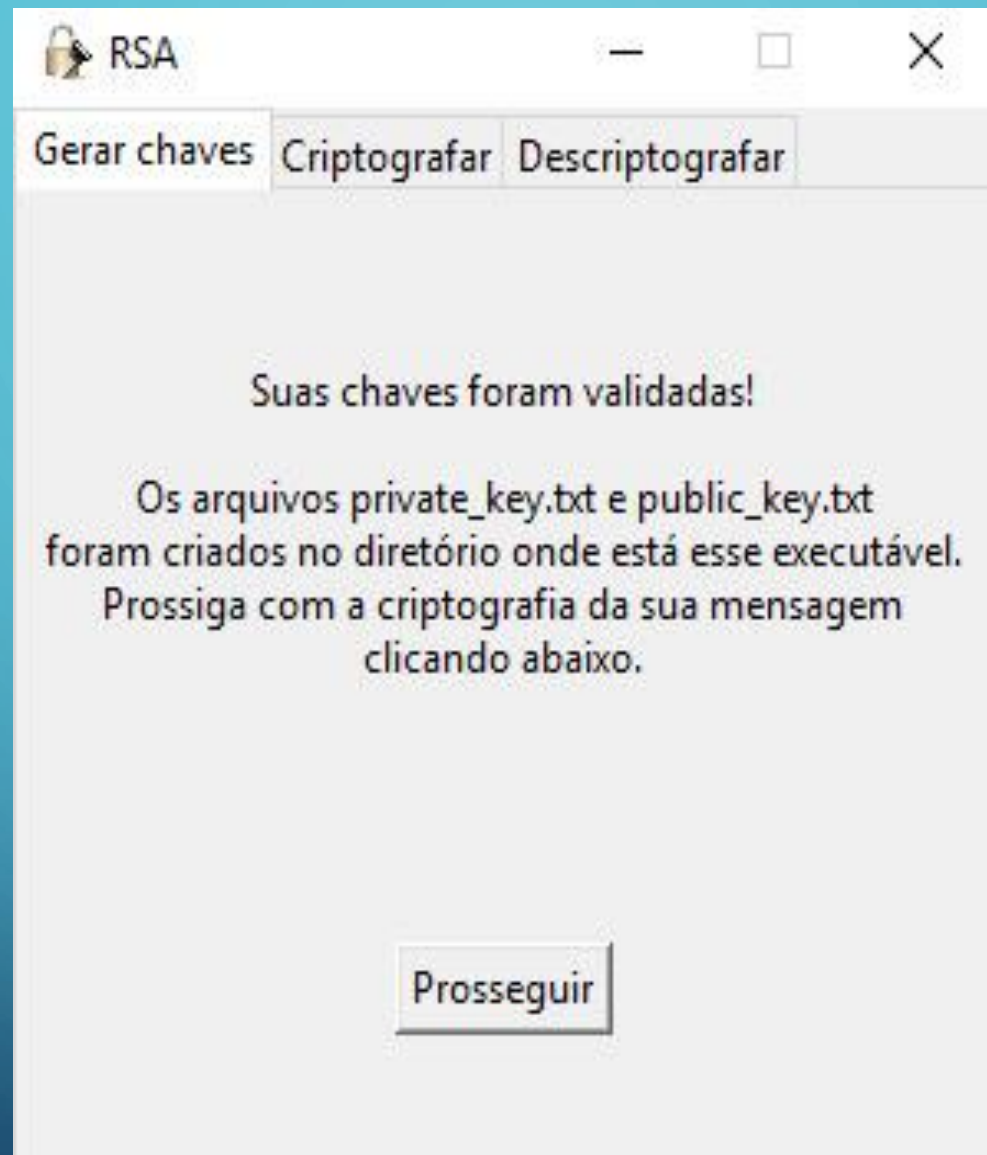 RSA
Gerar chaves Criptografar Descriptografar
Suas chaves foram validadas!
Os arquivos private_key.txt e public_key.txt
foram criados no diretório onde está esse executável.
Prossiga com a criptografia da sua mensagem
clicando abaixo.
Prosseguir